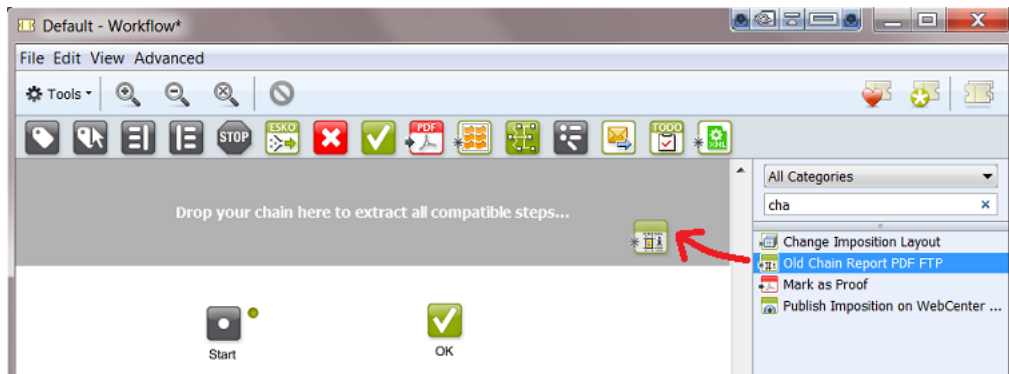 Default - Workflow*
File Edit View Advanced
Tools
STOP
ESKO
PDF
TODO
XML
All Categories
cha
Drop your chain here to extract all compatible steps...
Change Imposition Layout
Old Chain Report PDF FTP
Mark as Proof
Publish Imposition on WebCenter ...
Start
OK